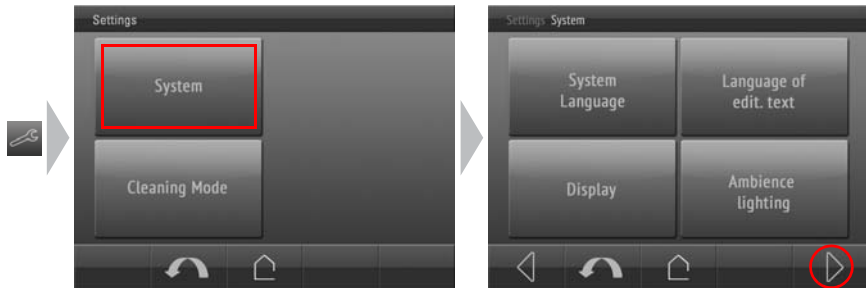 Settings
System
Cleaning Mode
Settings System
System
Language
Language of
edit. text
Display
Ambience
lighting